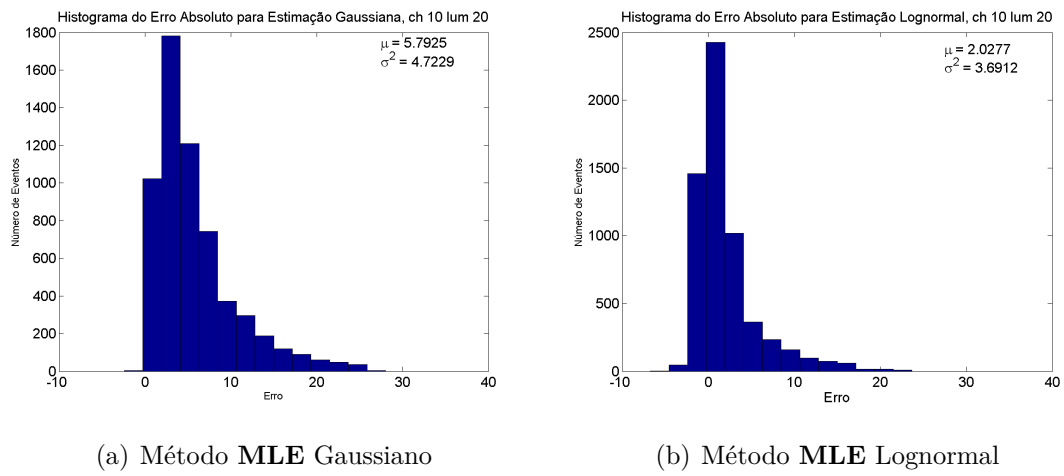 Histograma do Erro Absoluto para Estimação Gaussiana, ch 10 lum 20
μ = 5.7925
σ² = 4.7229
Número de Eventos
1800
1600
1400
1200
1000
800
600
400
200
0
-10 0 10 20 30 40
Erro
(a) Método MLE Gaussiano
Histograma do Erro Absoluto para Estimação Lognormal, ch 10 lum 20
μ = 2.0277
σ² = 3.6912
Número de Eventos
2500
2000
1500
1000
500
0
-10 0 10 20 30 40
Erro
(b) Método MLE Lognormal